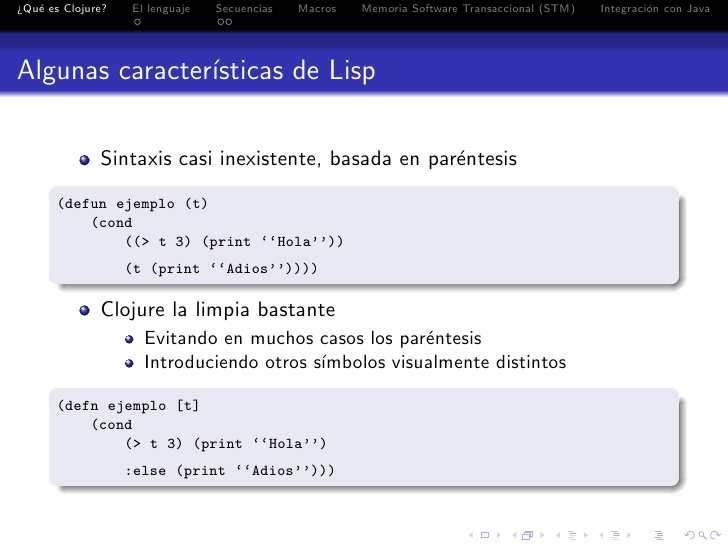 ¿Qué es Clojure? El lenguaje Secuencias Macros Memoria Software Transaccional (STM) Integración con Java
Algunas características de Lisp
Sintaxis casi inexistente, basada en paréntesis
(defun ejemplo (t)
(cond
((> t 3) (print ‘‘Hola’’))
(t (print ‘‘Adios’’))))
Clojure la limpia bastante
Evitando en muchos casos los paréntesis
Introduciendo otros símbolos visualmente distintos
(defn ejemplo [t]
(cond
(> t 3) (print ‘‘Hola’’)
:else (print ‘‘Adios’’)))